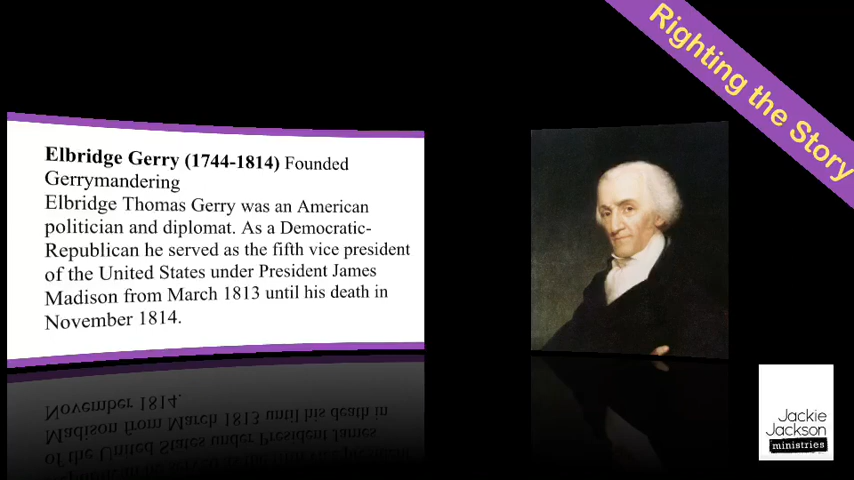 Righting the Story
Elbridge Gerry (1744-1814) Founded
Gerrymandering
Elbridge Thomas Gerry was an American
politician and diplomat. As a Democratic-
Republican he served as the fifth vice president
of the United States under President James
Madison from March 1813 until his death in
November 1814.
Jackie
Jackson
ministries